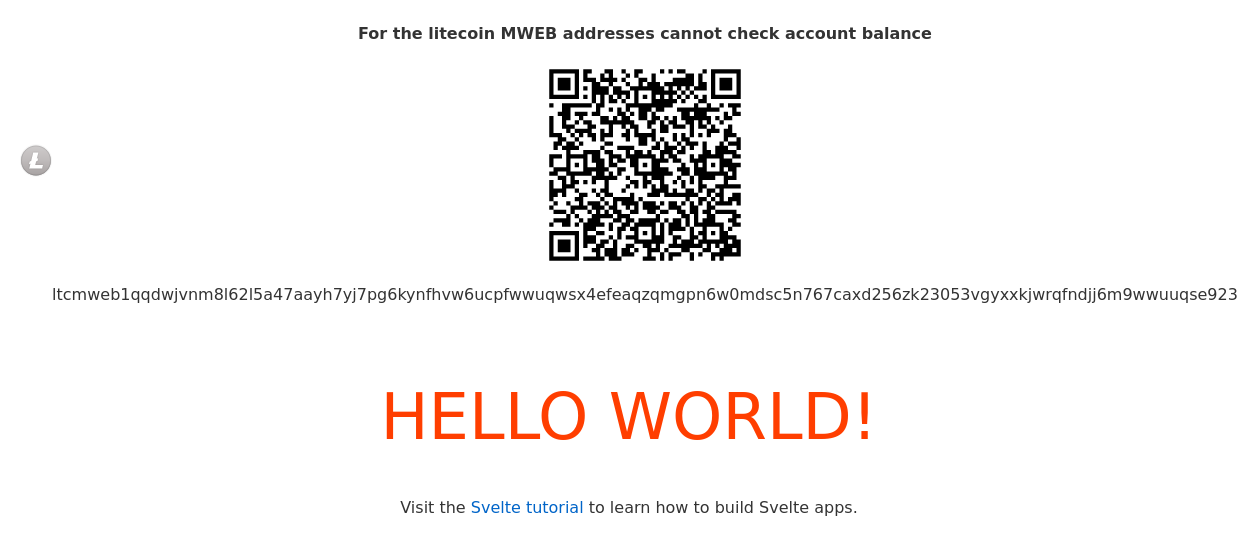 For the litecoin MWEB addresses cannot check account balance
ltcmweb1qqdwjvnm8l62l5a47aayh7yj7pg6kynfhvw6ucpfwwuqwsx4efeaqzqmgpn6w0mdsc5n767caxd256zk23053vgyxxkjwrqfndjj6m9wwuuqse923
HELLO WORLD!
Visit the Svelte tutorial to learn how to build Svelte apps.